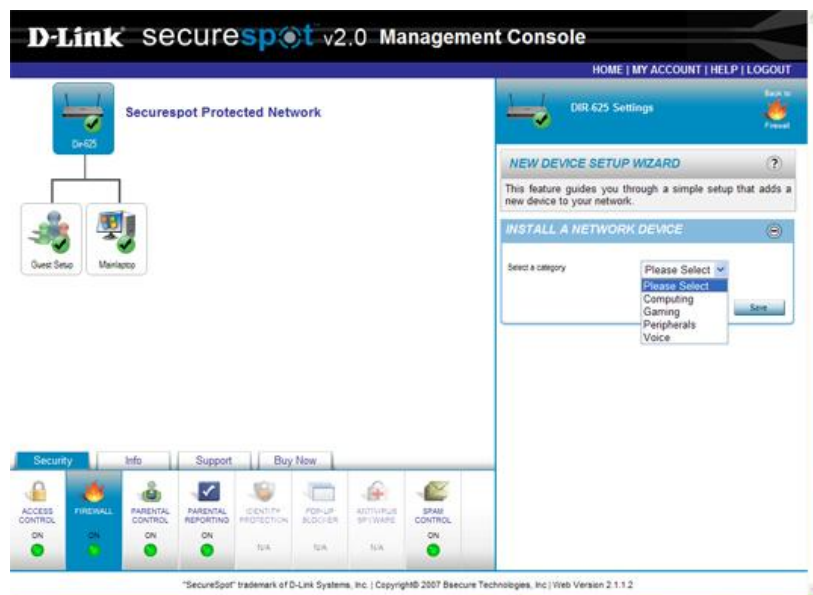 D-Link securespot v2.0 Management Console
HOME | MY ACCOUNT | HELP | LOGOUT
Dir-625
Securespot Protected Network
Guest Setup
Mainlaptop
DIR-625 Settings
Back to
Firewall
NEW DEVICE SETUP WIZARD
?
This feature guides you through a simple setup that adds a
new device to your network.
INSTALL A NETWORK DEVICE
Select a category
Please Select
Please Select
Computing
Gaming
Peripherals
Voice
Save
Security
Info
Support
Buy Now
ACCESS
CONTROL
ON
FIREWALL
ON
PARENTAL
CONTROL
ON
PARENTAL
REPORTING
ON
IDENTITY
PROTECTION
N/A
POP-UP
BLOCKER
N/A
ANTIVIRUS
SPYWARE
N/A
SPAM
CONTROL
ON
"SecureSpot" trademark of D-Link Systems, Inc. | Copyright© 2007 Bsecure Technologies, Inc | Web Version 2.1.1.2